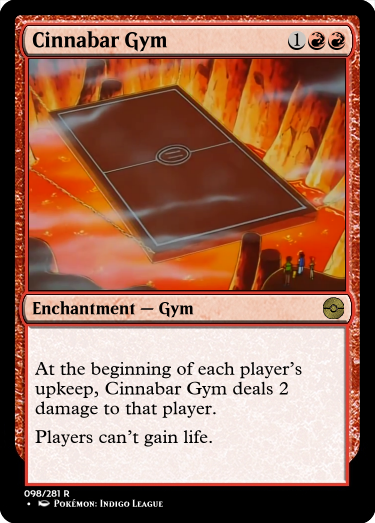 Cinnabar Gym 1
Enchantment — Gym
At the beginning of each player's
upkeep, Cinnabar Gym deals 2
damage to that player.
Players can't gain life.
098/281 R
• Pokémon: Indigo League